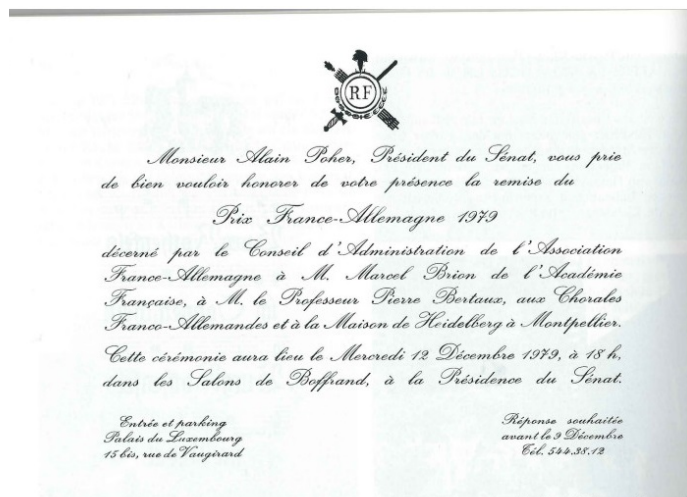 RF
Monsieur Alain Poher, Président du Sénat, vous prie
de bien vouloir honorer de votre présence la remise du
Prix France-Allemagne 1979
décerné par le Conseil d'Administration de l'Association
France-Allemagne à M. Marcel Brion de l'Académie
Française, à M. le Professeur Pierre Bertaux, aux Chorales
Franco-Allemandes et à la Maison de Heidelberg à Montpellier.
Cette cérémonie aura lieu le Mercredi 12 Décembre 1979, à 18 h,
dans les Salons de Boffrand, à la Présidence du Sénat.
Entrée et parking
Palais du Luxembourg
15 bis, rue de Vaugirard
Réponse souhaitée
avant le 9 Décembre
Tél. 544.38.12